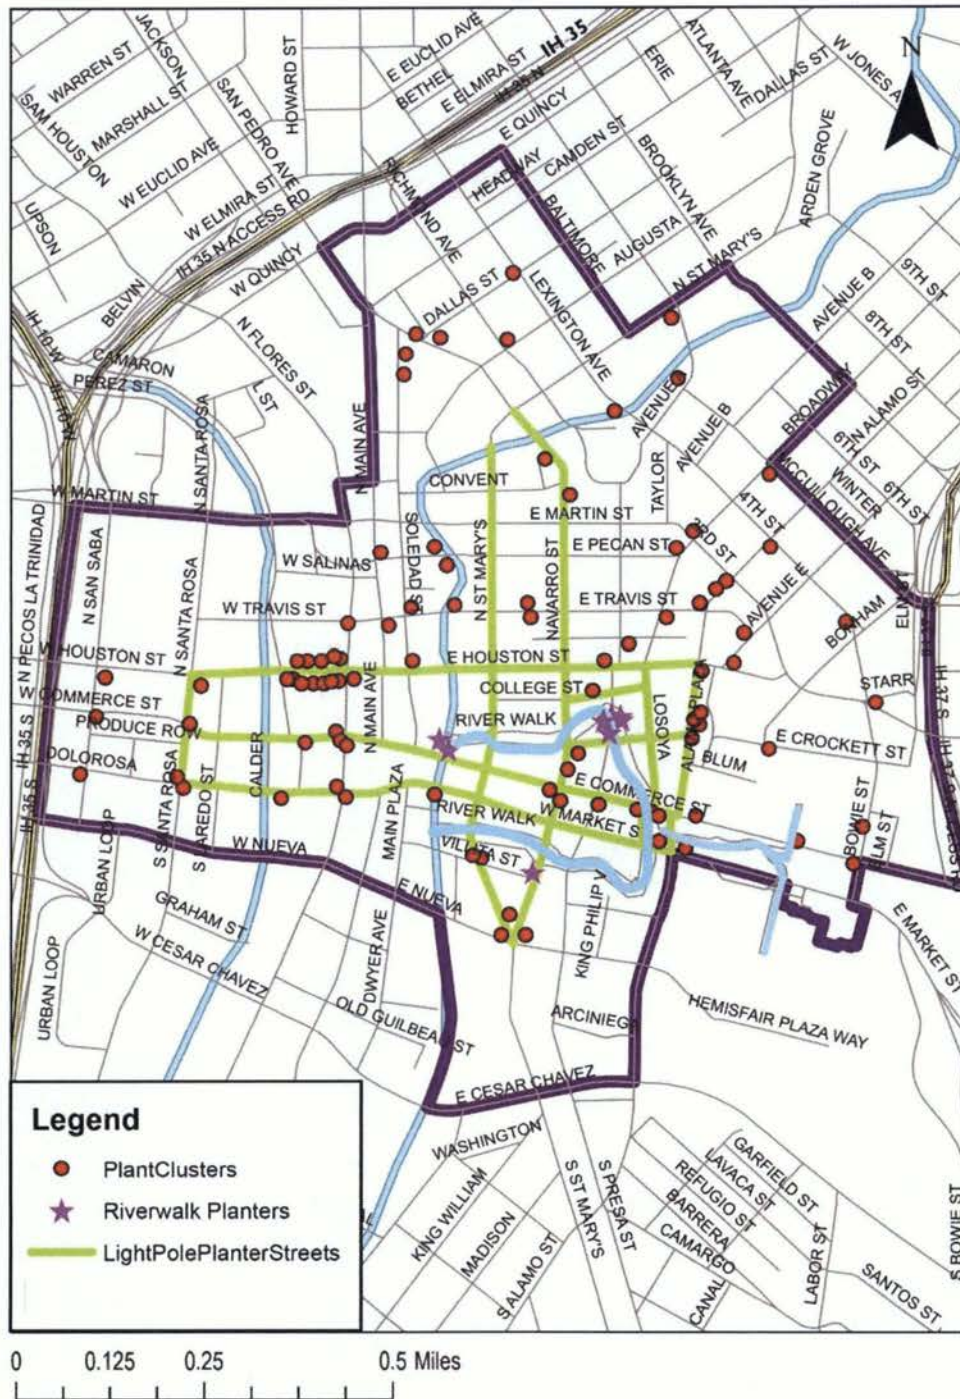 E EUCLID AVE
IH 35
ATLANTA AVE
JACKSON
HOWARD ST
BETHEL
ERIE
N
WARREN ST
E ELMIRA ST
IH 35 N
DALLAS ST
W JONES A
SAM HOUSTON
MARSHALL ST
SAN PEDRO AVE
E QUINCY
CAMDEN ST
BROOKLYN AVE
ARDEN GROVE
W EUCLID AVE
HEADWAY
W ELMIRA ST
RICHMOND AVE
BALTIMORE
AUGUSTA
UPSON
IH 35 N ACCESS RD
N ST MARY'S
9TH ST
W QUINCY
AVENUE B
BELVIN
DALLAS ST
LEXINGTON AVE
8TH ST
IH 10 W
CAMARON
N FLORES ST
PEREZ ST
L ST
AVENUE
BROADWAY
N ALAMO ST
N SANTA ROSA
N MAIN AVE
AVENUE B
6TH ST
CONVENT
TAYLOR
MCCULLOUGH AVE
WINTER
6TH ST
W MARTIN ST
4TH ST
N PECOS LA TRINIDAD
N SAN SABA
SOLEDAD ST
E MARTIN ST
3RD ST
W SALINAS
N ST MARY'S
NAVARRO ST
E PECAN ST
N SANTA ROSA
W TRAVIS ST
E TRAVIS ST
AVENUE E
BONHAM
ELM
W HOUSTON ST
E HOUSTON ST
W COMMERCE ST
COLLEGE ST
ALAMO PLAZA
STARR
IH 37 S
PRODUCE ROW
N MAIN AVE
RIVER WALK
LOSOYA
DOLOROSA
CALDER
E CROCKETT ST
BLUM
IH 35 S
S SANTA ROSA
S LAREDO ST
MAIN PLAZA
E COMMERCE ST
RIVER WALK
W MARKET S
BOWIE ST
ELM ST
IH 35 S
W NUEVA
VILLITA ST
URBAN LOOP
E NUEVA
KING PHILIP V
GRAHAM ST
W CESAR CHAVEZ
DWYER AVE
E MARKET ST
URBAN LOOP
OLD GUILBEAU ST
ARCINIEGA
HEMISFAIR PLAZA WAY
E CESAR CHAVEZ
Legend
PlantClusters
Riverwalk Planters
LightPolePlanterStreets
WASHINGTON
GARFIELD ST
LAVACA ST
REFUGIO ST
BARRERA
CAMARGO
KING WILLIAM
MADISON
S ST MARY'S
S PRESA ST
S ALAMO ST
CANAL
LABOR ST
SANTOS ST
S BOWIE ST
0 0.125 0.25 0.5 Miles